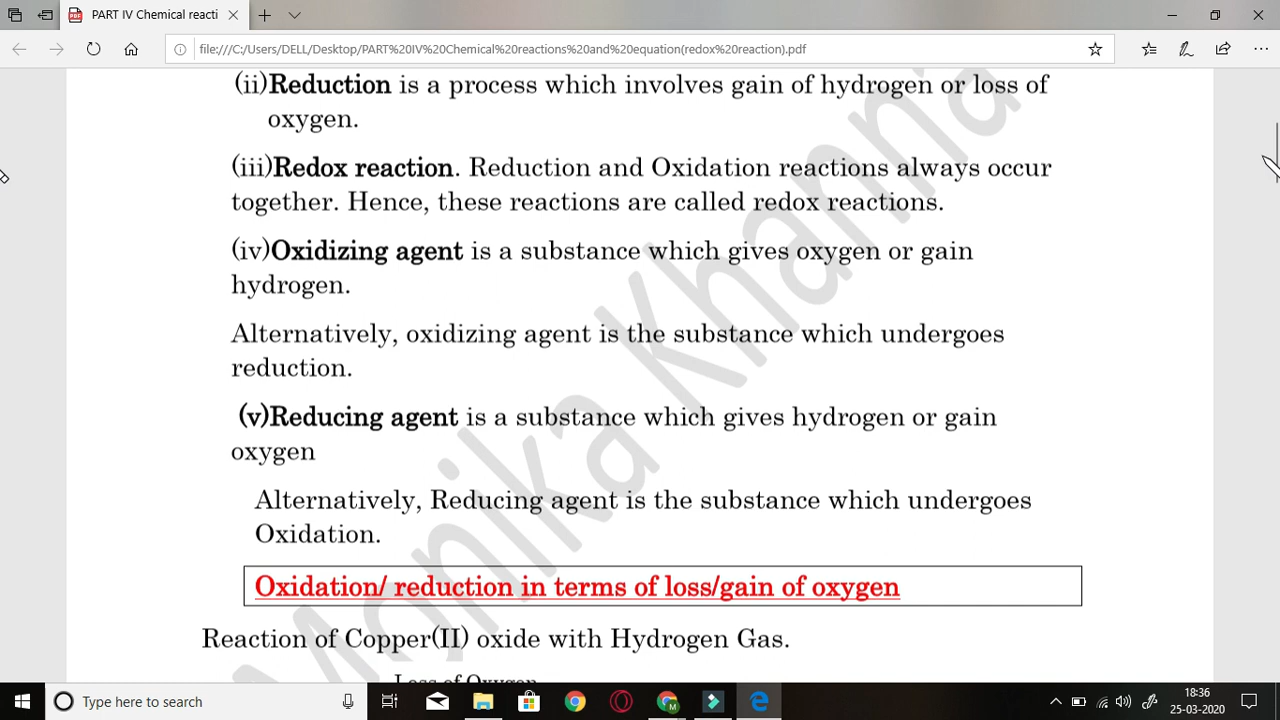 PART IV Chemical reacti
file:///C:/Users/DELL/Desktop/PART%20IV%20Chemical%20reactions%20and%20equation(redox%20reaction).pdf
(ii)Reduction is a process which involves gain of hydrogen or loss of
oxygen.
(iii)Redox reaction. Reduction and Oxidation reactions always occur
together. Hence, these reactions are called redox reactions.
(iv)Oxidizing agent is a substance which gives oxygen or gain
hydrogen.
Alternatively, oxidizing agent is the substance which undergoes
reduction.
(v)Reducing agent is a substance which gives hydrogen or gain
oxygen
Alternatively, Reducing agent is the substance which undergoes
Oxidation.
Oxidation/ reduction in terms of loss/gain of oxygen
Reaction of Copper(II) oxide with Hydrogen Gas.
Loss of Oxygen
Monika Khanna
Type here to search
18:36
25-03-2020